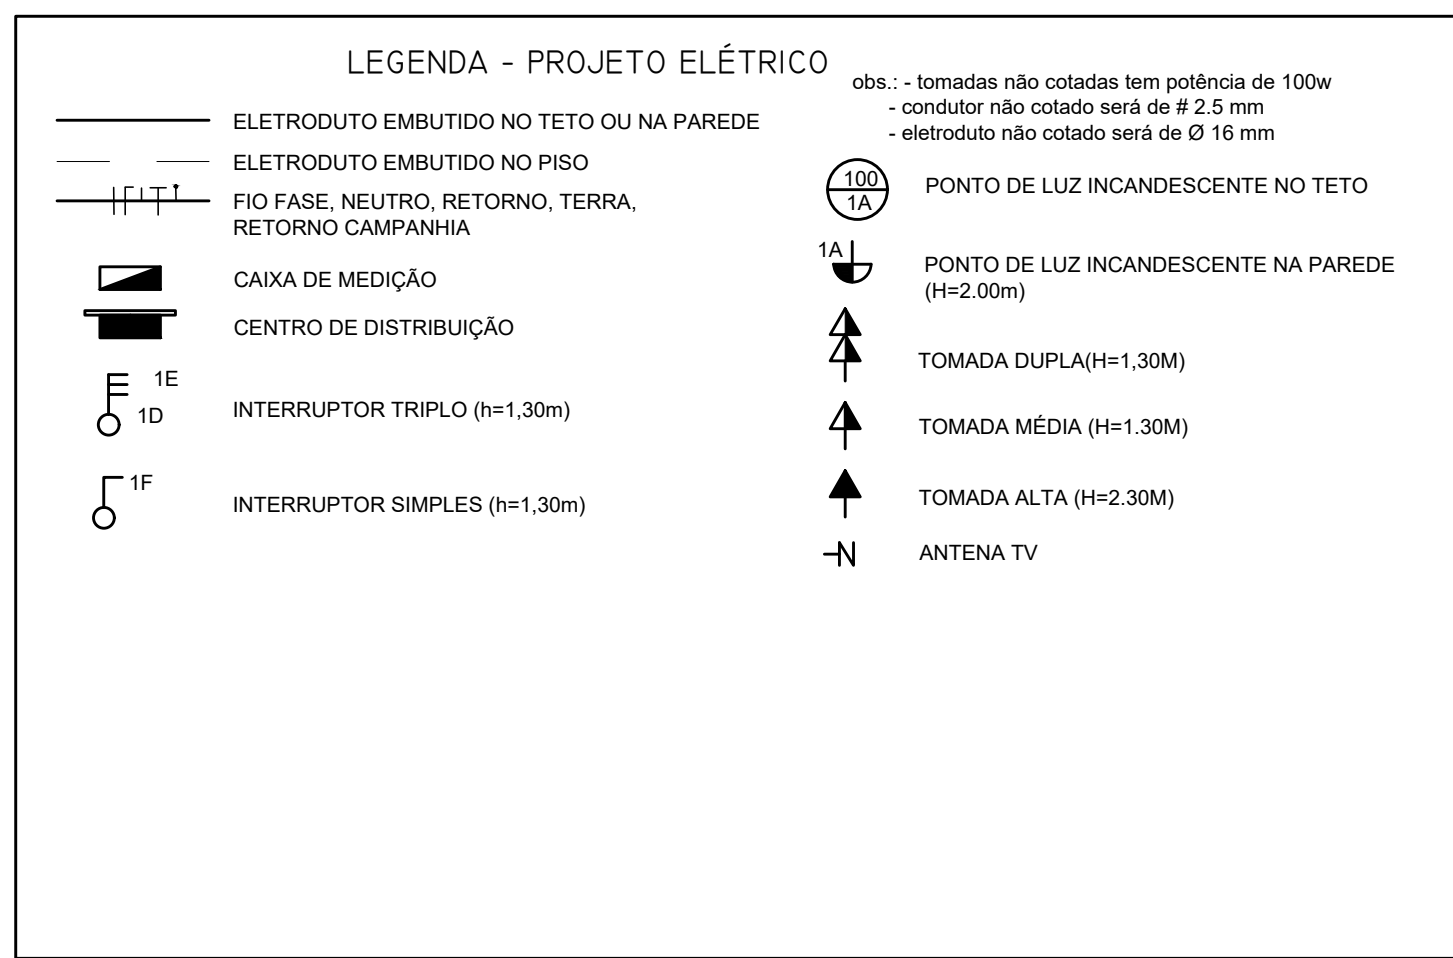 LEGENDA - PROJETO ELÉTRICO
obs.: - tomadas não cotadas tem potência de 100w
- condutor não cotado será de # 2.5 mm
- eletroduto não cotado será de Ø 16 mm
ELETRODUTO EMBUTIDO NO TETO OU NA PAREDE
ELETRODUTO EMBUTIDO NO PISO
FIO FASE, NEUTRO, RETORNO, TERRA,
RETORNO CAMPANHIA
CAIXA DE MEDIÇÃO
CENTRO DE DISTRIBUIÇÃO
1E
1D
INTERRUPTOR TRIPLO (h=1,30m)
1F
INTERRUPTOR SIMPLES (h=1,30m)
100
1A
PONTO DE LUZ INCANDESCENTE NO TETO
1A
PONTO DE LUZ INCANDESCENTE NA PAREDE
(H=2.00m)
TOMADA DUPLA(H=1,30M)
TOMADA MÉDIA (H=1.30M)
TOMADA ALTA (H=2.30M)
ANTENA TV